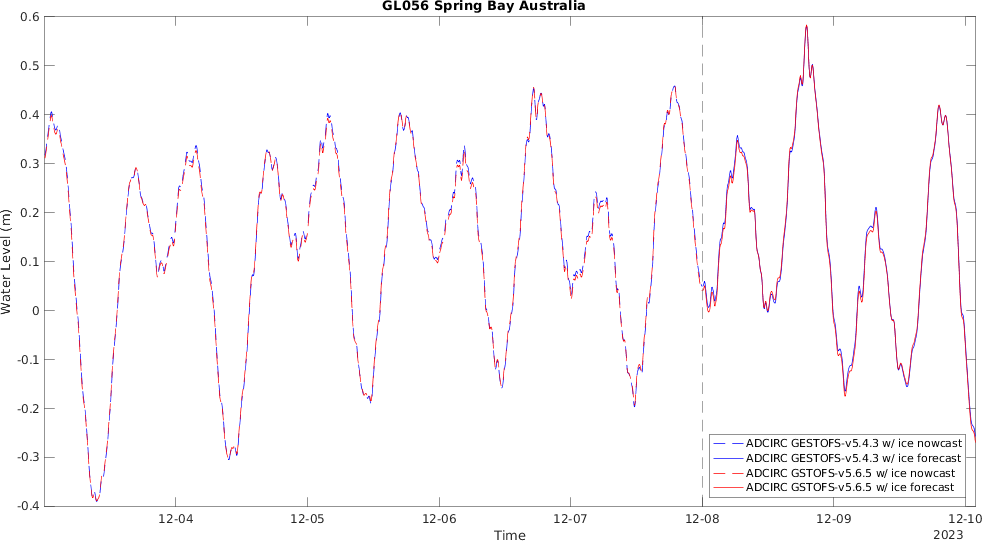 GL056 Spring Bay Australia
0.6
0.5
0.4
0.3
0.2
0.1
0
-0.1
-0.2
-0.3
-0.4
Water Level (m)
ADCIRC GESTOFS-v5.4.3 w/ ice nowcast
ADCIRC GESTOFS-v5.4.3 w/ ice forecast
ADCIRC GSTOFS-v5.6.5 w/ ice nowcast
ADCIRC GSTOFS-v5.6.5 w/ ice forecast
12-04 12-05 12-06 12-07 12-08 12-09 12-10
Time
2023